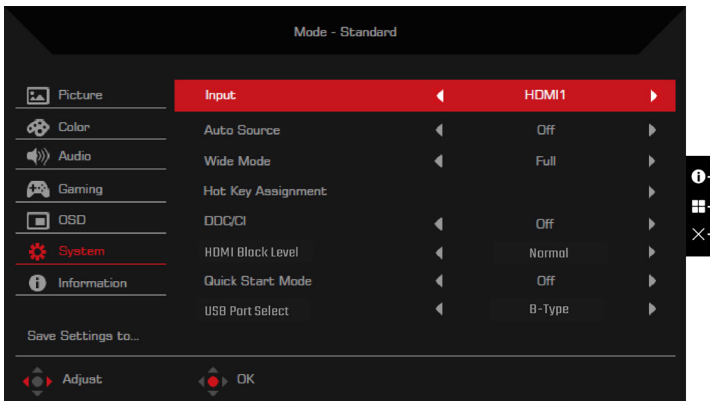 Mode - Standard
Picture
Color
Audio
Gaming
OSD
System
Information
Save Settings to...
Input HDMI1
Auto Source Off
Wide Mode Full
Hot Key Assignment
DDC/CI Off
HDMI Black Level Normal
Quick Start Mode Off
USB Port Select B-Type
Adjust
OK